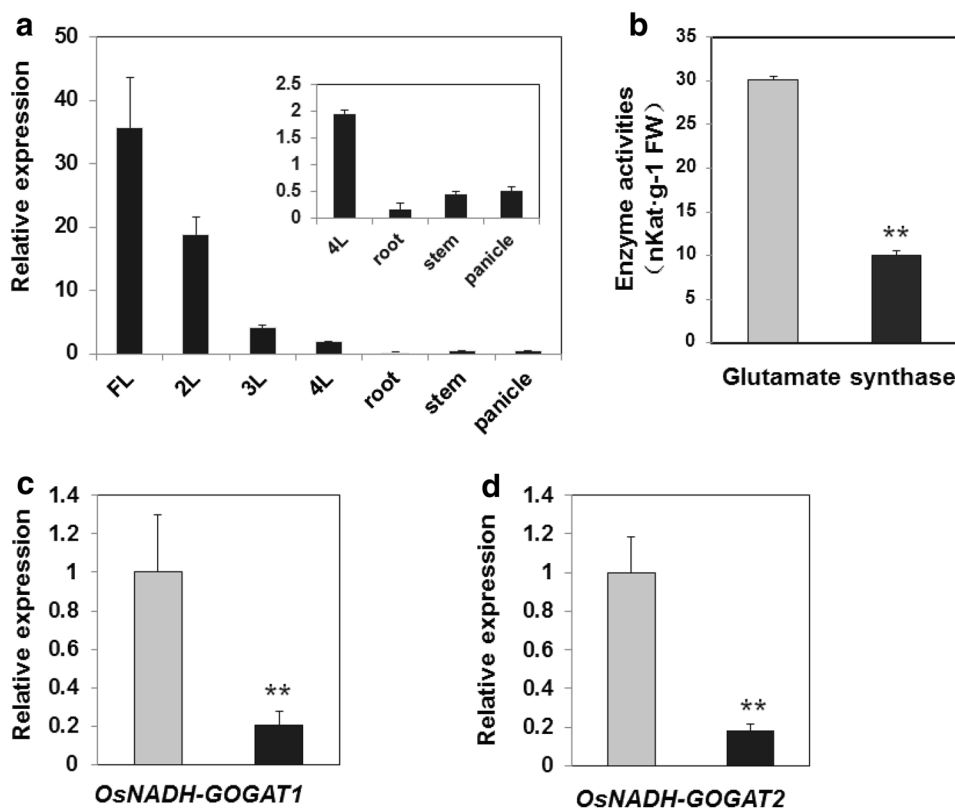 a
50
40
30
20
10
0
Relative expression
FL 2L 3L 4L root stem panicle
2.5
2
1.5
1
0.5
0
4L root stem panicle
b
35
30
25
20
15
10
5
0
Enzyme activities
(nKat·g-1 FW)
**
Glutamate synthase
c
1.4
1.2
1
0.8
0.6
0.4
0.2
0
Relative expression
**
OsNADH-GOGAT1
d
1.4
1.2
1
0.8
0.6
0.4
0.2
0
Relative expression
**
OsNADH-GOGAT2